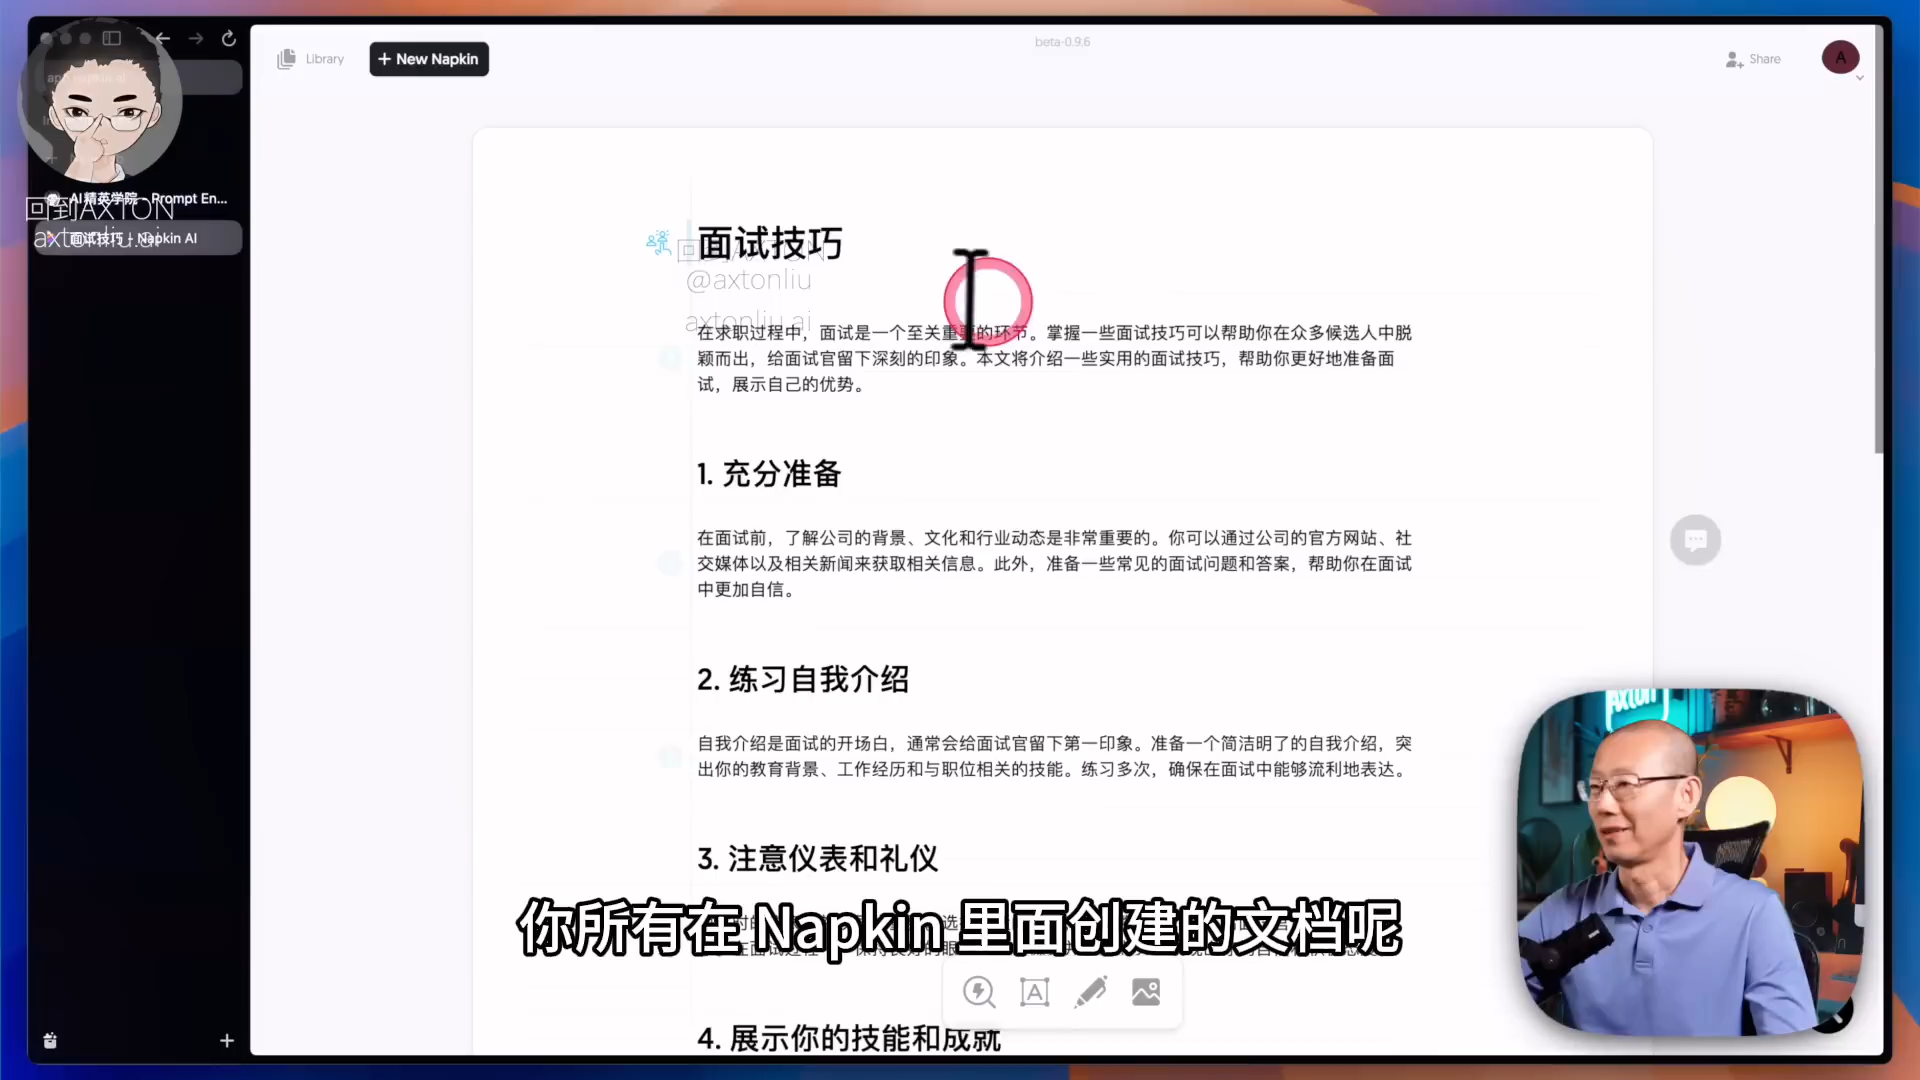 Library
+ New Napkin
beta-0.9.6
Share
A
AI精英学院 - Prompt En...
回到AXTON
面试技巧 - Napkin AI
axtonliu.ai
面试技巧
回到AXTON
@axtonliu
axtonliu.ai
在求职过程中，面试是一个至关重要的环节。掌握一些面试技巧可以帮助你在众多候选人中脱
颖而出，给面试官留下深刻的印象。本文将介绍一些实用的面试技巧，帮助你更好地准备面
试，展示自己的优势。
1. 充分准备
在面试前，了解公司的背景、文化和行业动态是非常重要的。你可以通过公司的官方网站、社
交媒体以及相关新闻来获取相关信息。此外，准备一些常见的面试问题和答案，帮助你在面试
中更加自信。
2. 练习自我介绍
自我介绍是面试的开场白，通常会给面试官留下第一印象。准备一个简洁明了的自我介绍，突
出你的教育背景、工作经历和与职位相关的技能。练习多次，确保在面试中能够流利地表达。
3. 注意仪表和礼仪
你所有在 Napkin 里面创建的文档呢
4. 展示你的技能和成就